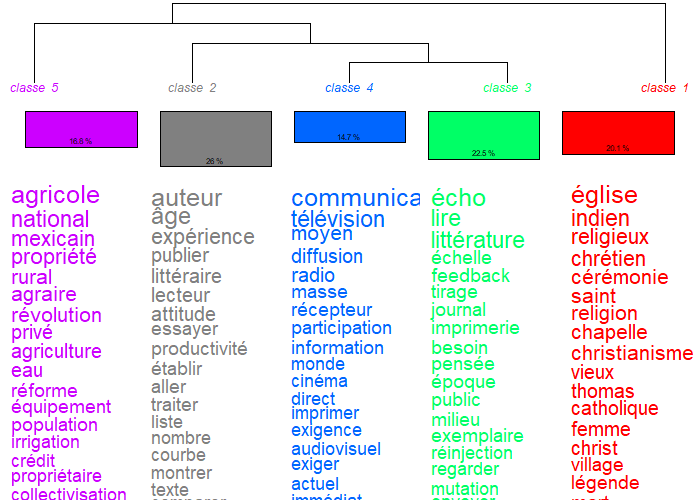 classe 5
classe 2
classe 4
classe 3
classe 1
16.6 %
26 %
14.7 %
22.5 %
20.1 %
agricole
national
mexicain
propriété
rural
agraire
révolution
privé
agriculture
eau
réforme
équipement
population
irrigation
crédit
propriétaire
collectivisation
auteur
âge
expérience
publier
littéraire
lecteur
attitude
essayer
productivité
établir
aller
traiter
liste
nombre
courbe
montrer
texte
communica
télévision
moyen
diffusion
radio
masse
récepteur
participation
information
monde
cinéma
direct
imprimer
exigence
audiovisuel
exiger
actuel
immédiat
écho
lire
littérature
échelle
feedback
tirage
journal
imprimerie
besoin
pensée
époque
public
milieu
exemplaire
réinjection
regarder
mutation
église
indien
religieux
chrétien
cérémonie
saint
religion
chapelle
christianisme
vieux
thomas
catholique
femme
christ
village
légende
mort